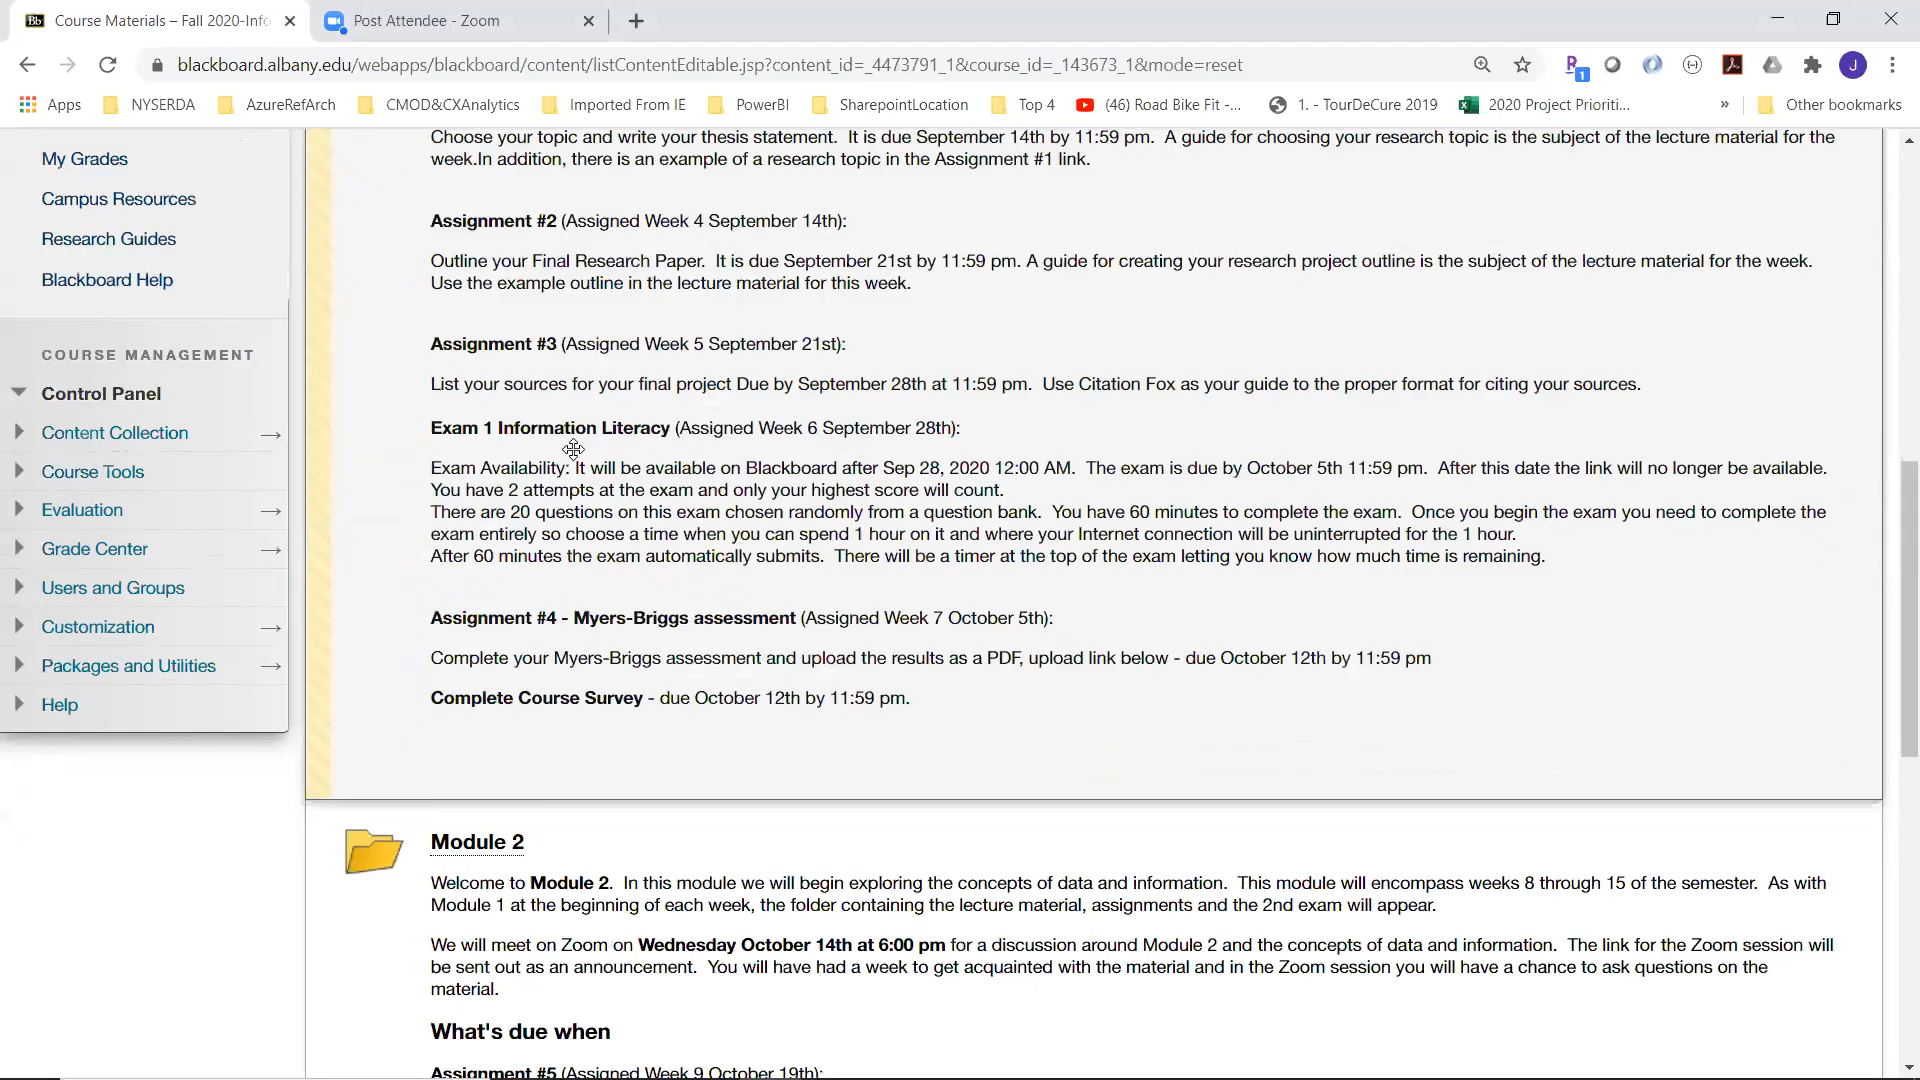 Course Materials – Fall 2020-Info
Post Attendee - Zoom
blackboard.albany.edu/webapps/blackboard/content/listContentEditable.jsp?content_id=_4473791_1&course_id=_143673_1&mode=reset
1
J
Apps
NYSERDA
AzureRefArch
CMOD&CXAnalytics
Imported From IE
PowerBI
SharepointLocation
Top 4
(46) Road Bike Fit -...
1. - TourDeCure 2019
2020 Project Prioriti...
»
Other bookmarks
My Grades
Campus Resources
Research Guides
Blackboard Help
COURSE MANAGEMENT
Control Panel
Content Collection
Course Tools
Evaluation
Grade Center
Users and Groups
Customization
Packages and Utilities
Help
Choose your topic and write your thesis statement.  It is due September 14th by 11:59 pm.  A guide for choosing your research topic is the subject of the lecture material for the
week.In addition, there is an example of a research topic in the Assignment #1 link.
Assignment #2 (Assigned Week 4 September 14th):
Outline your Final Research Paper.  It is due September 21st by 11:59 pm. A guide for creating your research project outline is the subject of the lecture material for the week.
Use the example outline in the lecture material for this week.
Assignment #3 (Assigned Week 5 September 21st):
List your sources for your final project Due by September 28th at 11:59 pm.  Use Citation Fox as your guide to the proper format for citing your sources.
Exam 1 Information Literacy (Assigned Week 6 September 28th):
Exam Availability: It will be available on Blackboard after Sep 28, 2020 12:00 AM.  The exam is due by October 5th 11:59 pm.  After this date the link will no longer be available.
You have 2 attempts at the exam and only your highest score will count.
There are 20 questions on this exam chosen randomly from a question bank.  You have 60 minutes to complete the exam.  Once you begin the exam you need to complete the
exam entirely so choose a time when you can spend 1 hour on it and where your Internet connection will be uninterrupted for the 1 hour.
After 60 minutes the exam automatically submits.  There will be a timer at the top of the exam letting you know how much time is remaining.
Assignment #4 - Myers-Briggs assessment (Assigned Week 7 October 5th):
Complete your Myers-Briggs assessment and upload the results as a PDF, upload link below - due October 12th by 11:59 pm
Complete Course Survey - due October 12th by 11:59 pm.
Module 2
Welcome to Module 2.  In this module we will begin exploring the concepts of data and information.  This module will encompass weeks 8 through 15 of the semester.  As with
Module 1 at the beginning of each week, the folder containing the lecture material, assignments and the 2nd exam will appear.
We will meet on Zoom on Wednesday October 14th at 6:00 pm for a discussion around Module 2 and the concepts of data and information.  The link for the Zoom session will
be sent out as an announcement.  You will have had a week to get acquainted with the material and in the Zoom session you will have a chance to ask questions on the
material.
What's due when
Assignment #5 (Assigned Week 9 October 19th):